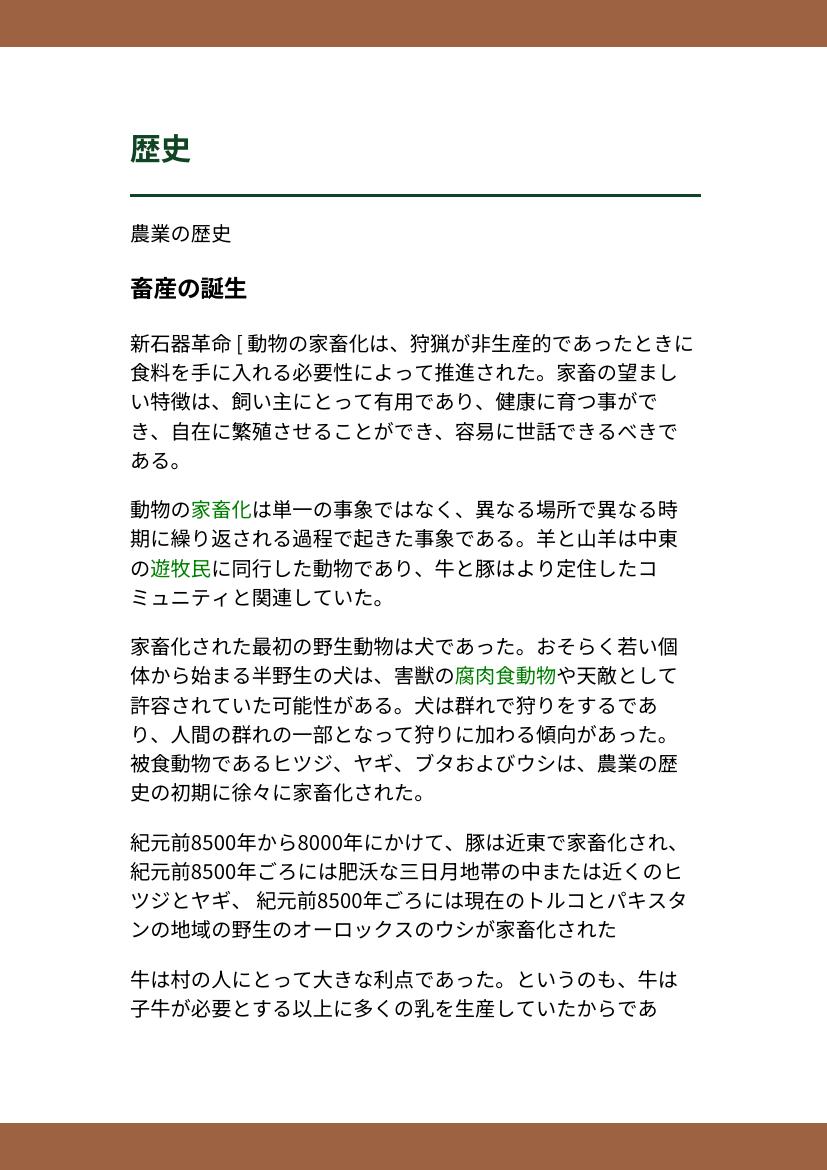 歴史
農業の歴史
畜産の誕生
新石器革命 [ 動物の家畜化は、狩猟が非生産的であったときに
食料を手に入れる必要性によって推進された。家畜の望まし
い特徴は、飼い主にとって有用であり、健康に育つ事がで
き、自在に繁殖させることができ、容易に世話できるべきで
ある。
動物の家畜化は単一の事象ではなく、異なる場所で異なる時
期に繰り返される過程で起きた事象である。羊と山羊は中東
の遊牧民に同行した動物であり、牛と豚はより定住したコ
ミュニティと関連していた。
家畜化された最初の野生動物は犬であった。おそらく若い個
体から始まる半野生の犬は、害獣の腐肉食動物や天敵として
許容されていた可能性がある。犬は群れで狩りをするであ
り、人間の群れの一部となって狩りに加わる傾向があった。
被食動物であるヒツジ、ヤギ、ブタおよびウシは、農業の歴
史の初期に徐々に家畜化された。
紀元前8500年から8000年にかけて、豚は近東で家畜化され、
紀元前8500年ごろには肥沃な三日月地帯の中または近くのヒ
ツジとヤギ、 紀元前8500年ごろには現在のトルコとパキスタ
ンの地域の野生のオーロックスのウシが家畜化された
牛は村の人にとって大きな利点であった。というのも、牛は
子牛が必要とする以上に多くの乳を生産していたからであ